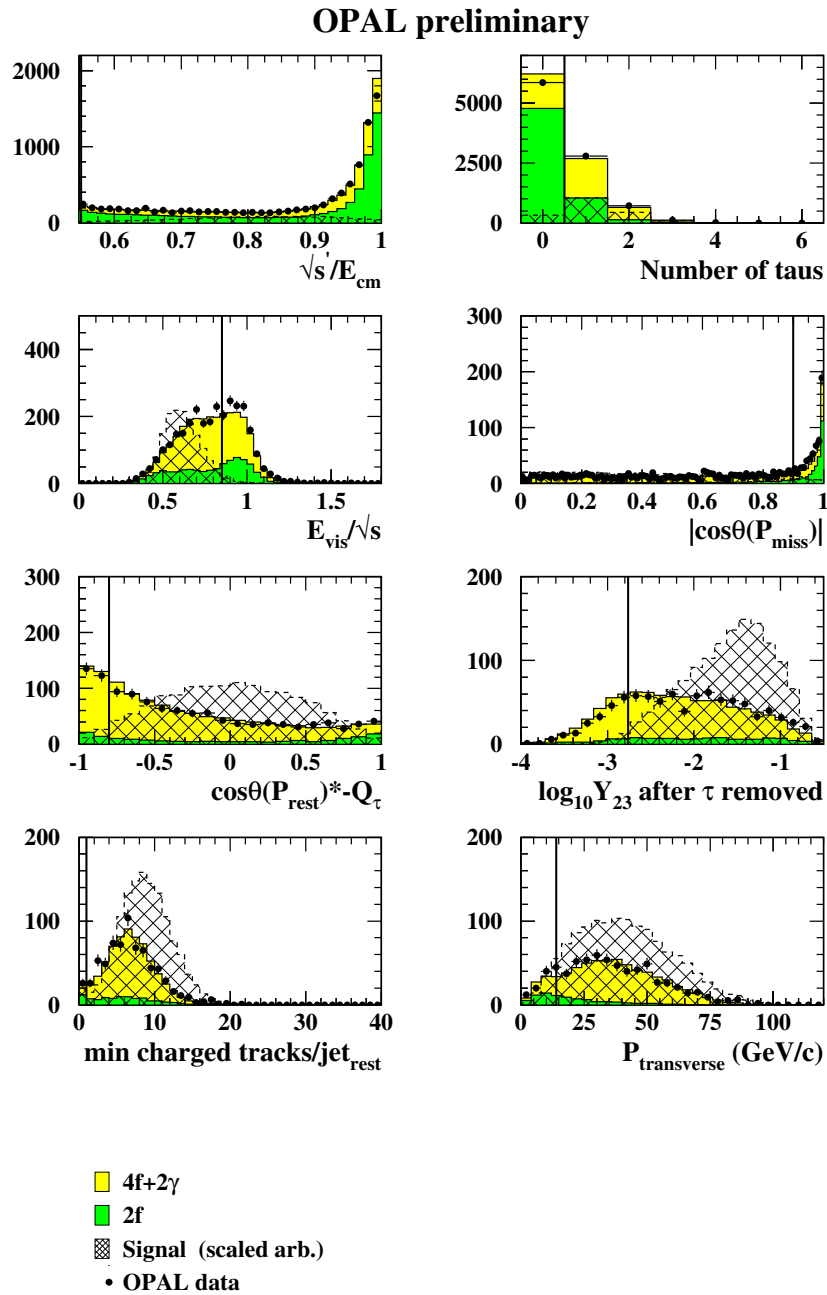 OPAL preliminary
2000
1000
0
0.6 0.7 0.8 0.9 1
√s'/E_cm
5000
2500
0
0 2 4 6
Number of taus
400
200
0
0 0.5 1 1.5
E_vis/√s
300
200
100
0
0 0.2 0.4 0.6 0.8 1
|cosθ(P_miss)|
300
200
100
0
-1 -0.5 0 0.5 1
cosθ(P_rest)*-Q_τ
200
100
0
-4 -3 -2 -1
log₁₀Y₂₃ after τ removed
200
100
0
0 10 20 30 40
min charged tracks/jet_rest
200
100
0
0 25 50 75 100
P_transverse (GeV/c)
4f+2γ
2f
Signal (scaled arb.)
OPAL data